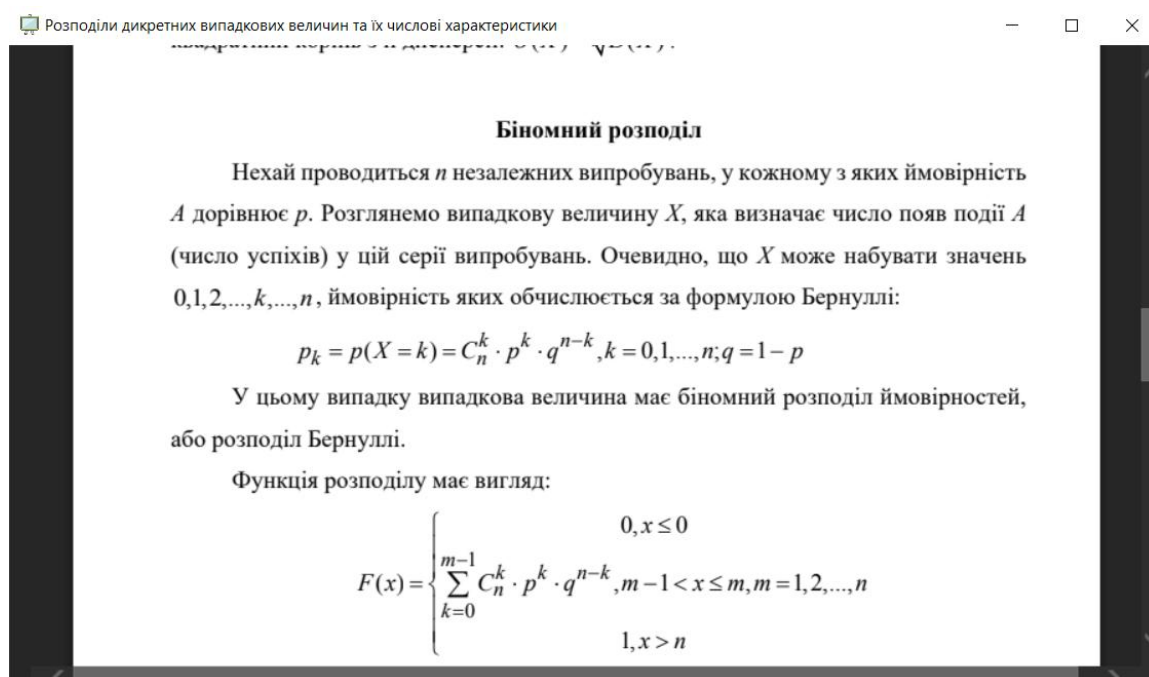 Розподіли дикретних випадкових величин та їх числові характеристики
Біномний розподіл
Нехай проводиться n незалежних випробувань, у кожному з яких ймовірність
A дорівнює p. Розглянемо випадкову величину X, яка визначає число появ події A
(число успіхів) у цій серії випробувань. Очевидно, що X може набувати значень
0,1,2,...,k,...,n, ймовірність яких обчислюється за формулою Бернуллі:
p_k = p(X = k) = C_n^k · p^k · q^{n−k}, k = 0,1,...,n; q = 1 − p
У цьому випадку випадкова величина має біномний розподіл ймовірностей,
або розподіл Бернуллі.
Функція розподілу має вигляд:
0, x ≤ 0
F(x) = { ∑_{k=0}^{m−1} C_n^k · p^k · q^{n−k}, m − 1 < x ≤ m, m = 1,2,...,n
1, x > n